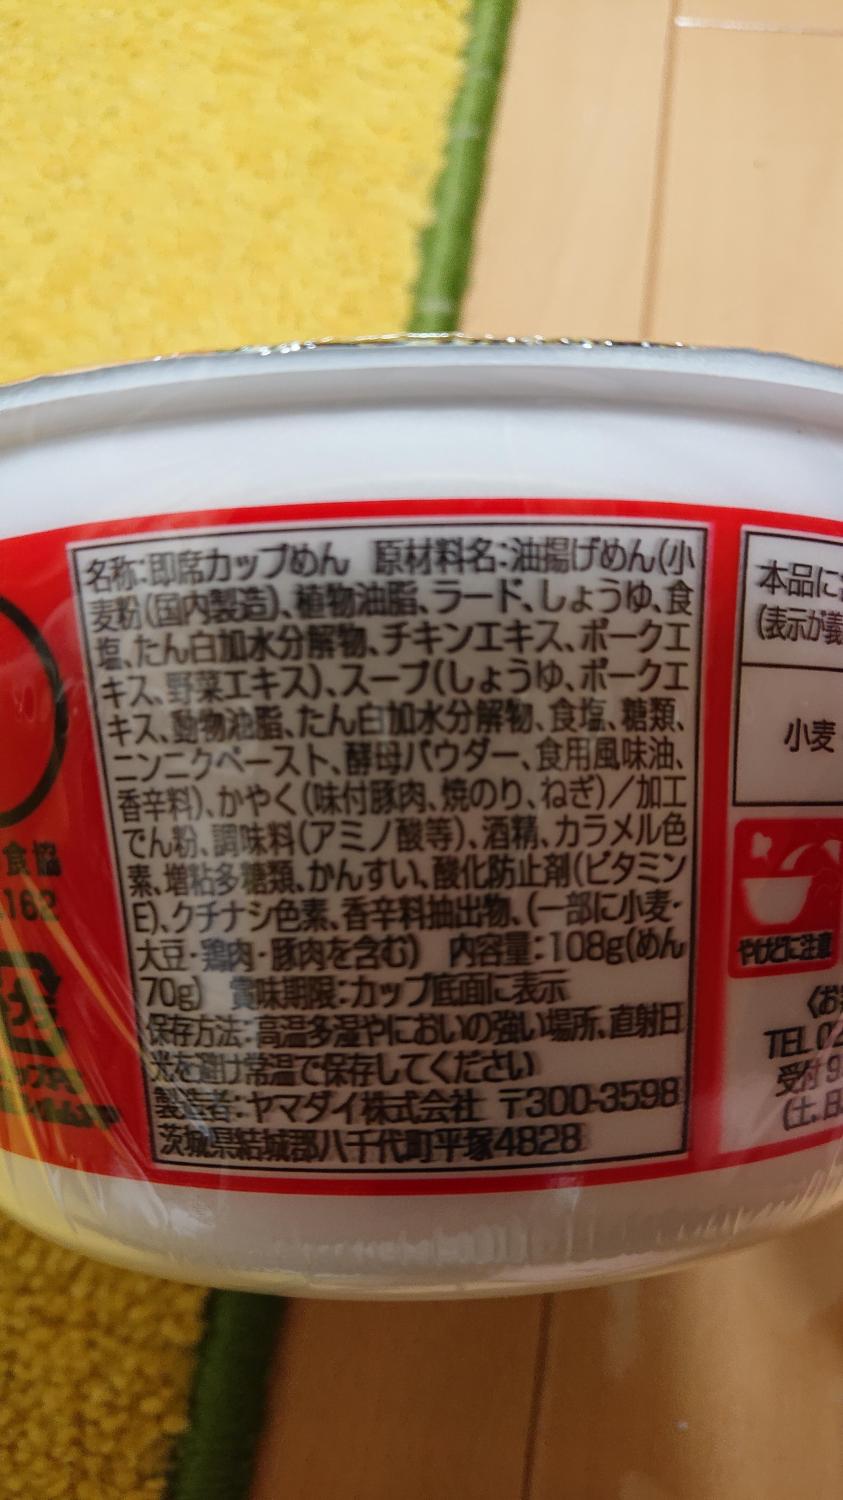 名称:即席カップめん 原材料名:油揚げめん(小
麦粉(国内製造)、植物油脂、ラード、しょうゆ、食
塩、たん白加水分解物、チキンエキス、ポークエ
キス、野菜エキス)、スープ(しょうゆ、ポークエ
キス、動物油脂、たん白加水分解物、食塩、糖類、
ニンニクペースト、酵母パウダー、食用風味油、
香辛料)、かやく(味付豚肉、焼のり、ねぎ)/加工
でん粉、調味料(アミノ酸等)、酒精、カラメル色
素、増粘多糖類、かんすい、酸化防止剤(ビタミン
E)、クチナシ色素、香辛料抽出物、(一部に小麦・
大豆・鶏肉・豚肉を含む) 内容量:108g(めん
70g) 賞味期限:カップ底面に表示
保存方法:高温多湿やにおいの強い場所、直射日
光を避け常温で保存してください
製造者:ヤマダイ株式会社 〒300-3598
茨城県結城郡八千代町平塚4828
食協
162
本品に
(表示が義
小麦
やけどに注意
《お
TEL 02
受付 9
(土、日